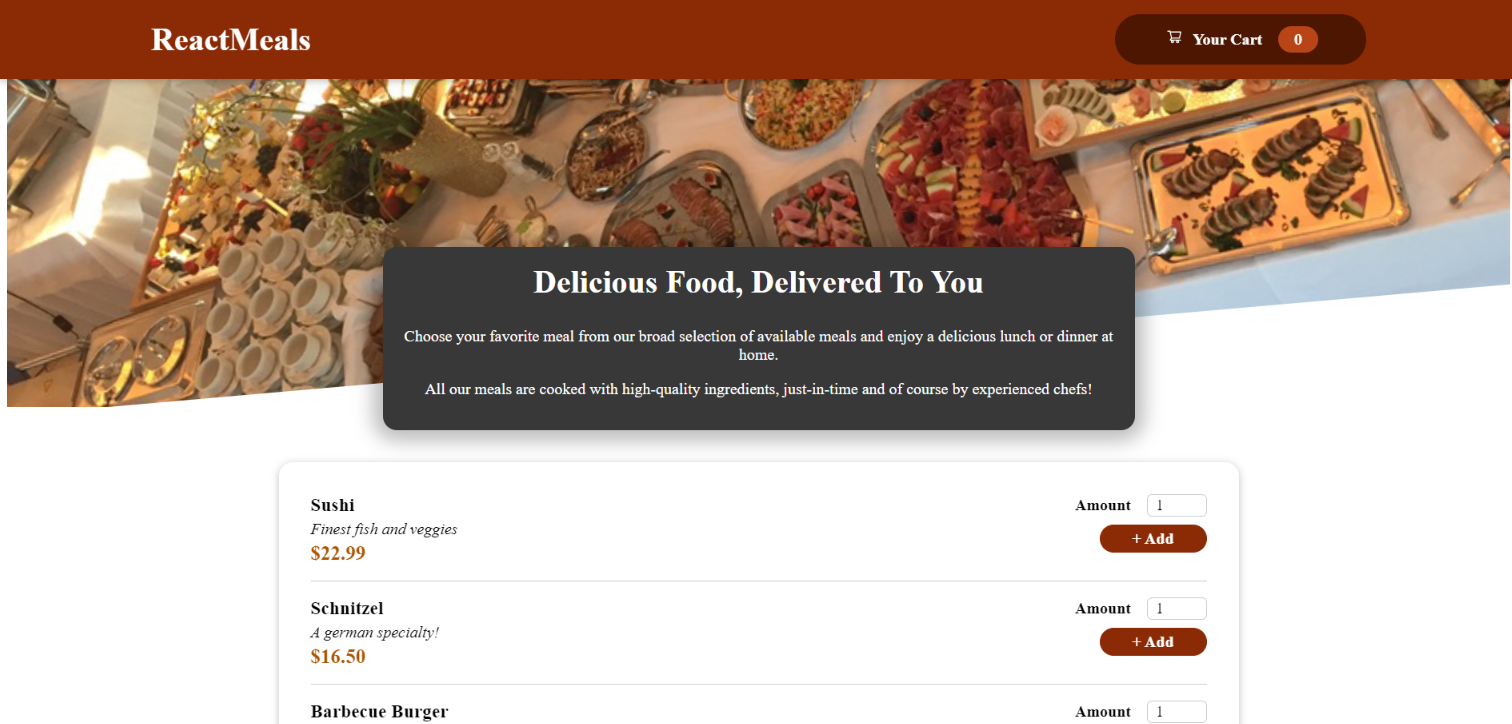 ReactMeals
Your Cart 0
Delicious Food, Delivered To You
Choose your favorite meal from our broad selection of available meals and enjoy a delicious lunch or dinner at
home.
All our meals are cooked with high-quality ingredients, just-in-time and of course by experienced chefs!
Sushi
Amount 1
Finest fish and veggies
+ Add
$22.99
Schnitzel
Amount 1
A german specialty!
+ Add
$16.50
Barbecue Burger
Amount 1